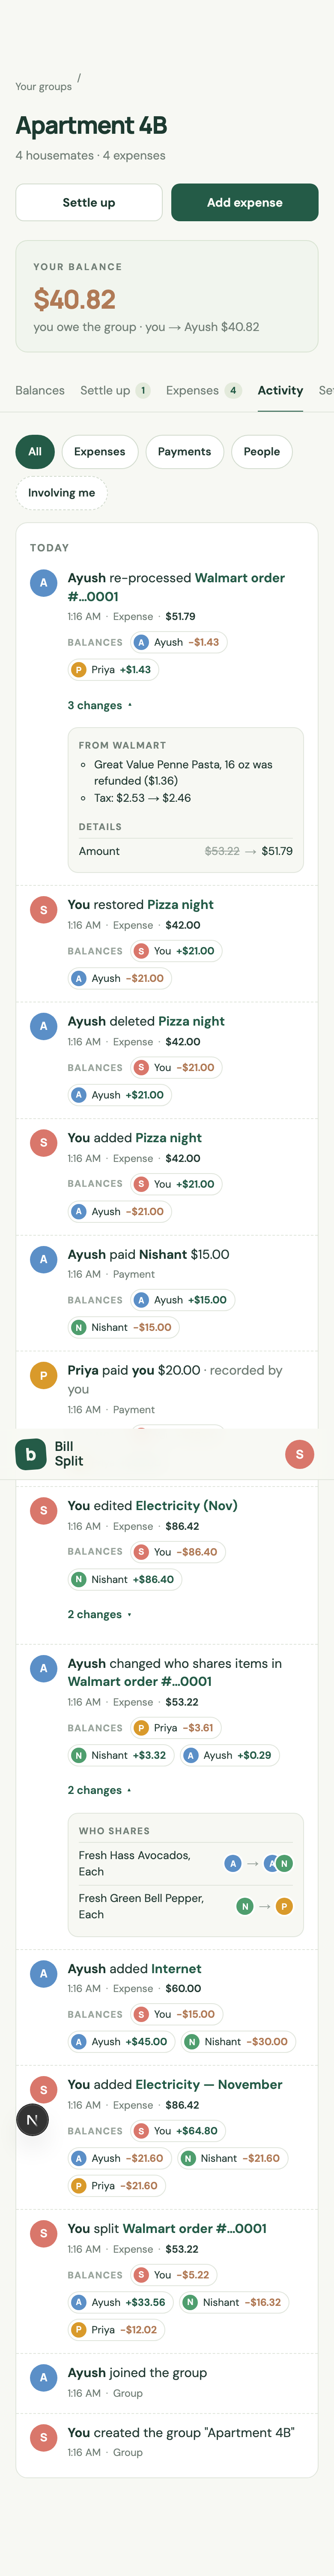 Your groups /
Apartment 4B
4 housemates · 4 expenses
Settle up
Add expense
YOUR BALANCE
$40.82
you owe the group · you → Ayush $40.82
Balances Settle up 1 Expenses 4 Activity Se
All Expenses Payments People
Involving me
TODAY
A Ayush re-processed Walmart order
#…0001
1:16 AM · Expense · $51.79
BALANCES A Ayush −$1.43
P Priya +$1.43
3 changes
FROM WALMART
Great Value Penne Pasta, 16 oz was
refunded ($1.36)
Tax: $2.53 → $2.46
DETAILS
Amount $53.22 → $51.79
S You restored Pizza night
1:16 AM · Expense · $42.00
BALANCES S You +$21.00
A Ayush −$21.00
A Ayush deleted Pizza night
1:16 AM · Expense · $42.00
BALANCES S You −$21.00
A Ayush +$21.00
S You added Pizza night
1:16 AM · Expense · $42.00
BALANCES S You +$21.00
A Ayush −$21.00
A Ayush paid Nishant $15.00
1:16 AM · Payment
BALANCES A Ayush +$15.00
N Nishant −$15.00
P Priya paid you $20.00 · recorded by
you
1:16 AM · Payment
b Bill
Split
S
S You edited Electricity (Nov)
1:16 AM · Expense · $86.42
BALANCES S You −$86.40
N Nishant +$86.40
2 changes
A Ayush changed who shares items in
Walmart order #…0001
1:16 AM · Expense · $53.22
BALANCES P Priya −$3.61
N Nishant +$3.32 A Ayush +$0.29
2 changes
WHO SHARES
Fresh Hass Avocados,
Each
A → A N
Fresh Green Bell Pepper,
Each
N → P
A Ayush added Internet
1:16 AM · Expense · $60.00
BALANCES S You −$15.00
A Ayush +$45.00 N Nishant −$30.00
S You added Electricity — November
N
1:16 AM · Expense · $86.42
BALANCES S You +$64.80
A Ayush −$21.60 N Nishant −$21.60
P Priya −$21.60
S You split Walmart order #…0001
1:16 AM · Expense · $53.22
BALANCES S You −$5.22
A Ayush +$33.56 N Nishant −$16.32
P Priya −$12.02
A Ayush joined the group
1:16 AM · Group
S You created the group "Apartment 4B"
1:16 AM · Group